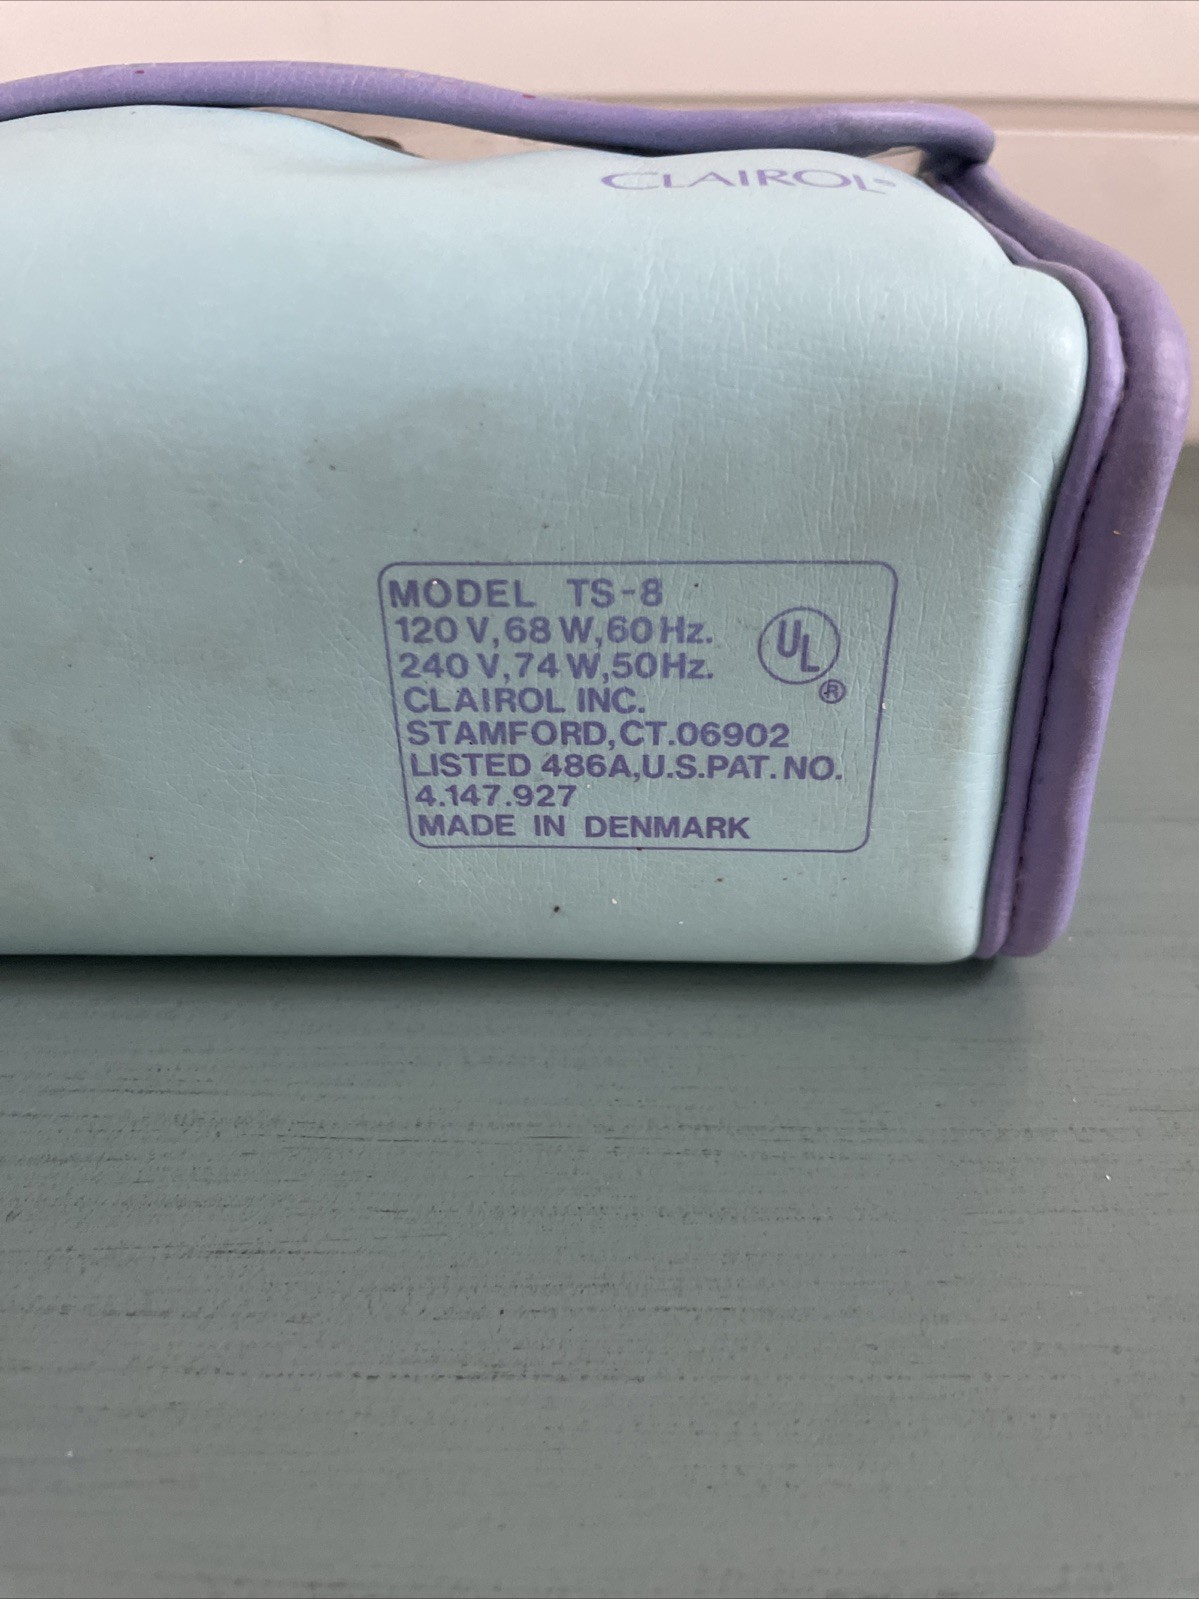 CLAIROL®
MODEL TS-8
120 V, 68 W, 60 Hz.
240 V, 74 W, 50 Hz.
UL
®
CLAIROL INC.
STAMFORD, CT. 06902
LISTED 486A, U.S. PAT. NO.
4.147.927
MADE IN DENMARK